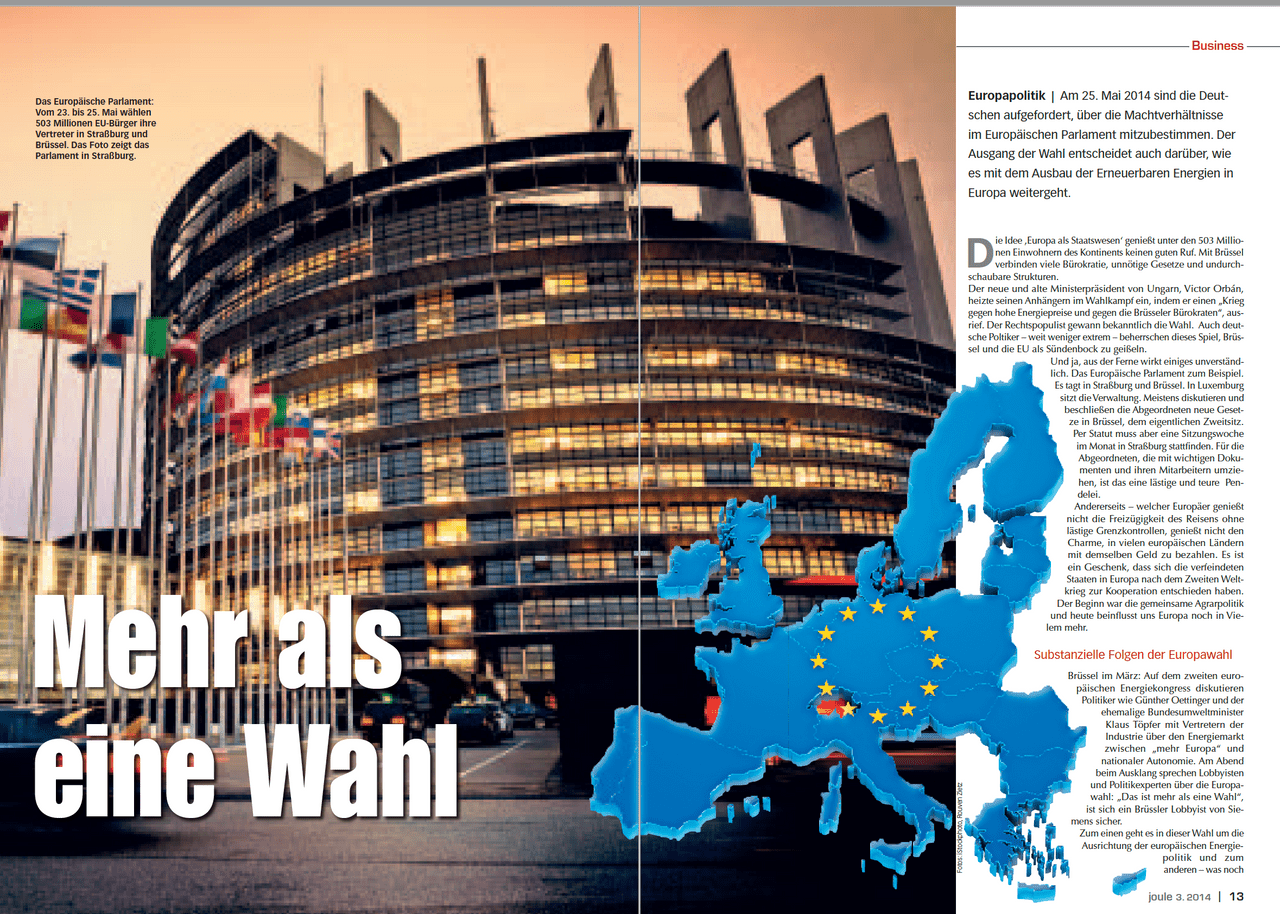 Das Europäische Parlament:
Vom 23. bis 25. Mai wählen
503 Millionen EU-Bürger ihre
Vertreter in Straßburg und
Brüssel. Das Foto zeigt das
Parlament in Straßburg.
Mehr als
eine Wahl
Business
Europapolitik | Am 25. Mai 2014 sind die Deut-
schen aufgefordert, über die Machtverhältnisse
im Europäischen Parlament mitzubestimmen. Der
Ausgang der Wahl entscheidet auch darüber, wie
es mit dem Ausbau der Erneuerbaren Energien in
Europa weitergeht.
Die Idee ‚Europa als Staatswesen‘ genießt unter den 503 Millio-
nen Einwohnern des Kontinents keinen guten Ruf. Mit Brüssel
verbinden viele Bürokratie, unnötige Gesetze und undurch-
schaubare Strukturen.
Der neue und alte Ministerpräsident von Ungarn, Victor Orbán,
heizte seinen Anhängern im Wahlkampf ein, indem er einen „Krieg
gegen hohe Energiepreise und gegen die Brüsseler Bürokraten“, aus-
rief. Der Rechtspopulist gewann bekanntlich die Wahl. Auch deut-
sche Poltiker – weit weniger extrem – beherrschen dieses Spiel, Brüs-
sel und die EU als Sündenbock zu geißeln.
Und ja, aus der Ferne wirkt einiges unverständ-
lich. Das Europäische Parlament zum Beispiel.
Es tagt in Straßburg und Brüssel. In Luxemburg
sitzt die Verwaltung. Meistens diskutieren und
beschließen die Abgeordneten neue Geset-
ze in Brüssel, dem eigentlichen Zweitsitz.
Per Statut muss aber eine Sitzungswoche
im Monat in Straßburg stattfinden. Für die
Abgeordneten, die mit wichtigen Doku-
menten und ihren Mitarbeitern umzie-
hen, ist das eine lästige und teure Pen-
delei.
Andererseits – welcher Europäer genießt
nicht die Freizügigkeit des Reisens ohne
lästige Grenzkontrollen, genießt nicht den
Charme, in vielen europäischen Ländern
mit demselben Geld zu bezahlen. Es ist
ein Geschenk, dass sich die verfeindeten
Staaten in Europa nach dem Zweiten Welt-
krieg zur Kooperation entschieden haben.
Der Beginn war die gemeinsame Agrarpolitik
und heute beinflusst uns Europa noch in Vie-
lem mehr.
Substanzielle Folgen der Europawahl
Brüssel im März: Auf dem zweiten euro-
päischen Energiekongress diskutieren
Politiker wie Günther Oettinger und der
ehemalige Bundesumweltminister
Klaus Töpfer mit Vertretern der
Industrie über den Energiemarkt
zwischen „mehr Europa“ und
nationaler Autonomie. Am Abend
beim Ausklang sprechen Lobbyisten
und Politikexperten über die Europa-
wahl: „Das ist mehr als eine Wahl“,
ist sich ein Brüssler Lobbyist von Sie-
mens sicher.
Zum einen geht es in dieser Wahl um die
Ausrichtung der europäischen Energie-
politik und zum
anderen – was noch
Fotos: iStockphoto, Rouven Zietz
joule 3. 2014 | 13